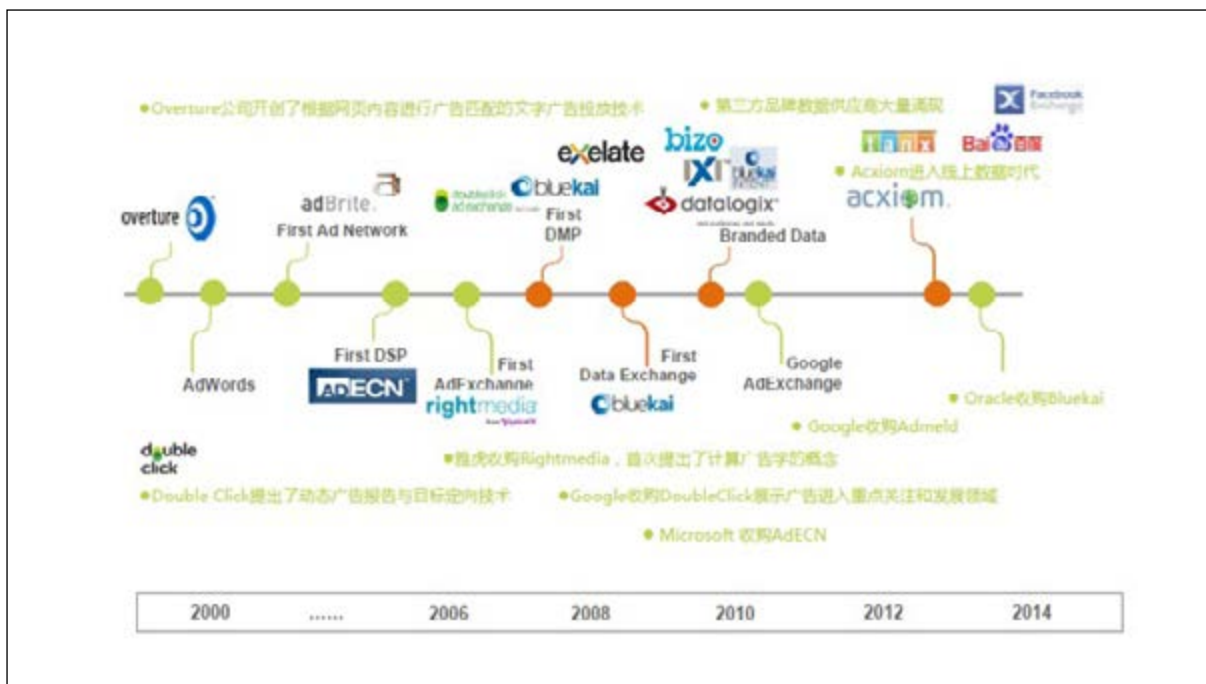 Overture公司开创了根据网页内容进行广告匹配的文字广告投放技术
第三方品牌数据供应商大量涌现
Facebook
Exchange
exelate
bizo
Tanx
Bai百度
Acxiom进入线上数据时代
overture
adBrite
First Ad Network
doubleclick
ad exchange
bluekai
First
DMP
IXI
bluekai
datalogix
Branded Data
acxiom
AdWords
First DSP
ADECN
First
AdExchange
rightmedia
First
Data Exchange
bluekai
Google
AdExchange
Oracle收购Bluekai
Google收购Admeld
double
click
雅虎收购Rightmedia，首次提出了计算广告学的概念
Double Click提出了动态广告报告与目标定向技术
Google收购DoubleClick展示广告进入重点关注和发展领域
Microsoft 收购AdECN
2000 ...... 2006 2008 2010 2012 2014